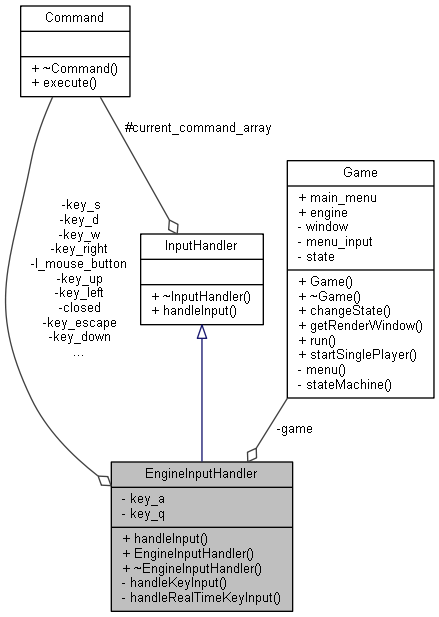 Command
+ ~Command()
+ execute()
#current_command_array
Game
+ main_menu
+ engine
- window
- menu_input
- state
+ Game()
+ ~Game()
+ changeState()
+ getRenderWindow()
+ run()
+ startSinglePlayer()
- menu()
- stateMachine()
-key_s
-key_d
-key_w
-key_right
-l_mouse_button
-key_up
-key_left
-closed
-key_escape
-key_down
...
InputHandler
+ ~InputHandler()
+ handleInput()
-game
EngineInputHandler
- key_a
- key_q
+ handleInput()
+ EngineInputHandler()
+ ~EngineInputHandler()
- handleKeyInput()
- handleRealTimeKeyInput()